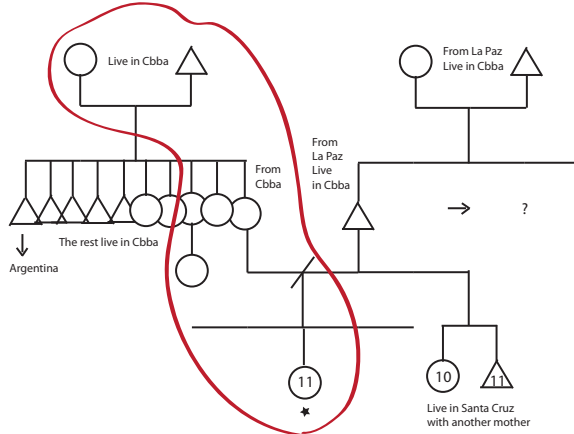 Live in Cbba
From La Paz
Live in Cbba
From
La Paz
Live
in Cbba
From
Cbba
?
The rest live in Cbba
Argentina
11
10
11
Live in Santa Cruz
with another mother